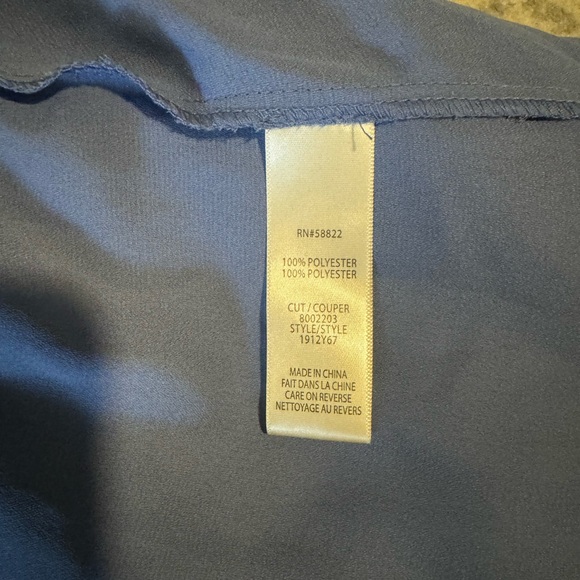 RN#58822
100% POLYESTER
100% POLYESTER
CUT / COUPER
8002203
STYLE/STYLE
1912Y67
MADE IN CHINA
FAIT DANS LA CHINE
CARE ON REVERSE
NETTOYAGE AU REVERS